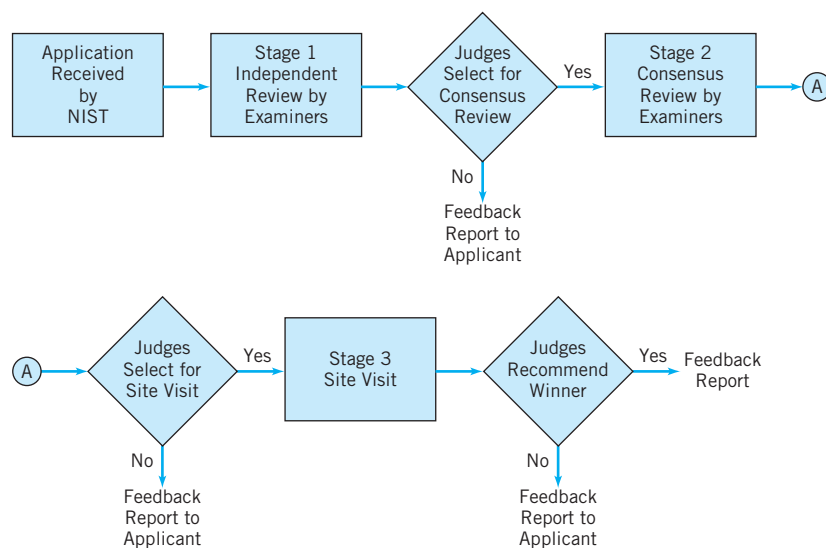 Application
Received
by
NIST
Stage 1
Independent
Review by
Examiners
Judges
Select for
Consensus
Review
Yes
Stage 2
Consensus
Review by
Examiners
A
No
Feedback
Report to
Applicant
A
Judges
Select for
Site Visit
Yes
Stage 3
Site Visit
Judges
Recommend
Winner
Yes
Feedback
Report
No
Feedback
Report to
Applicant
No
Feedback
Report to
Applicant